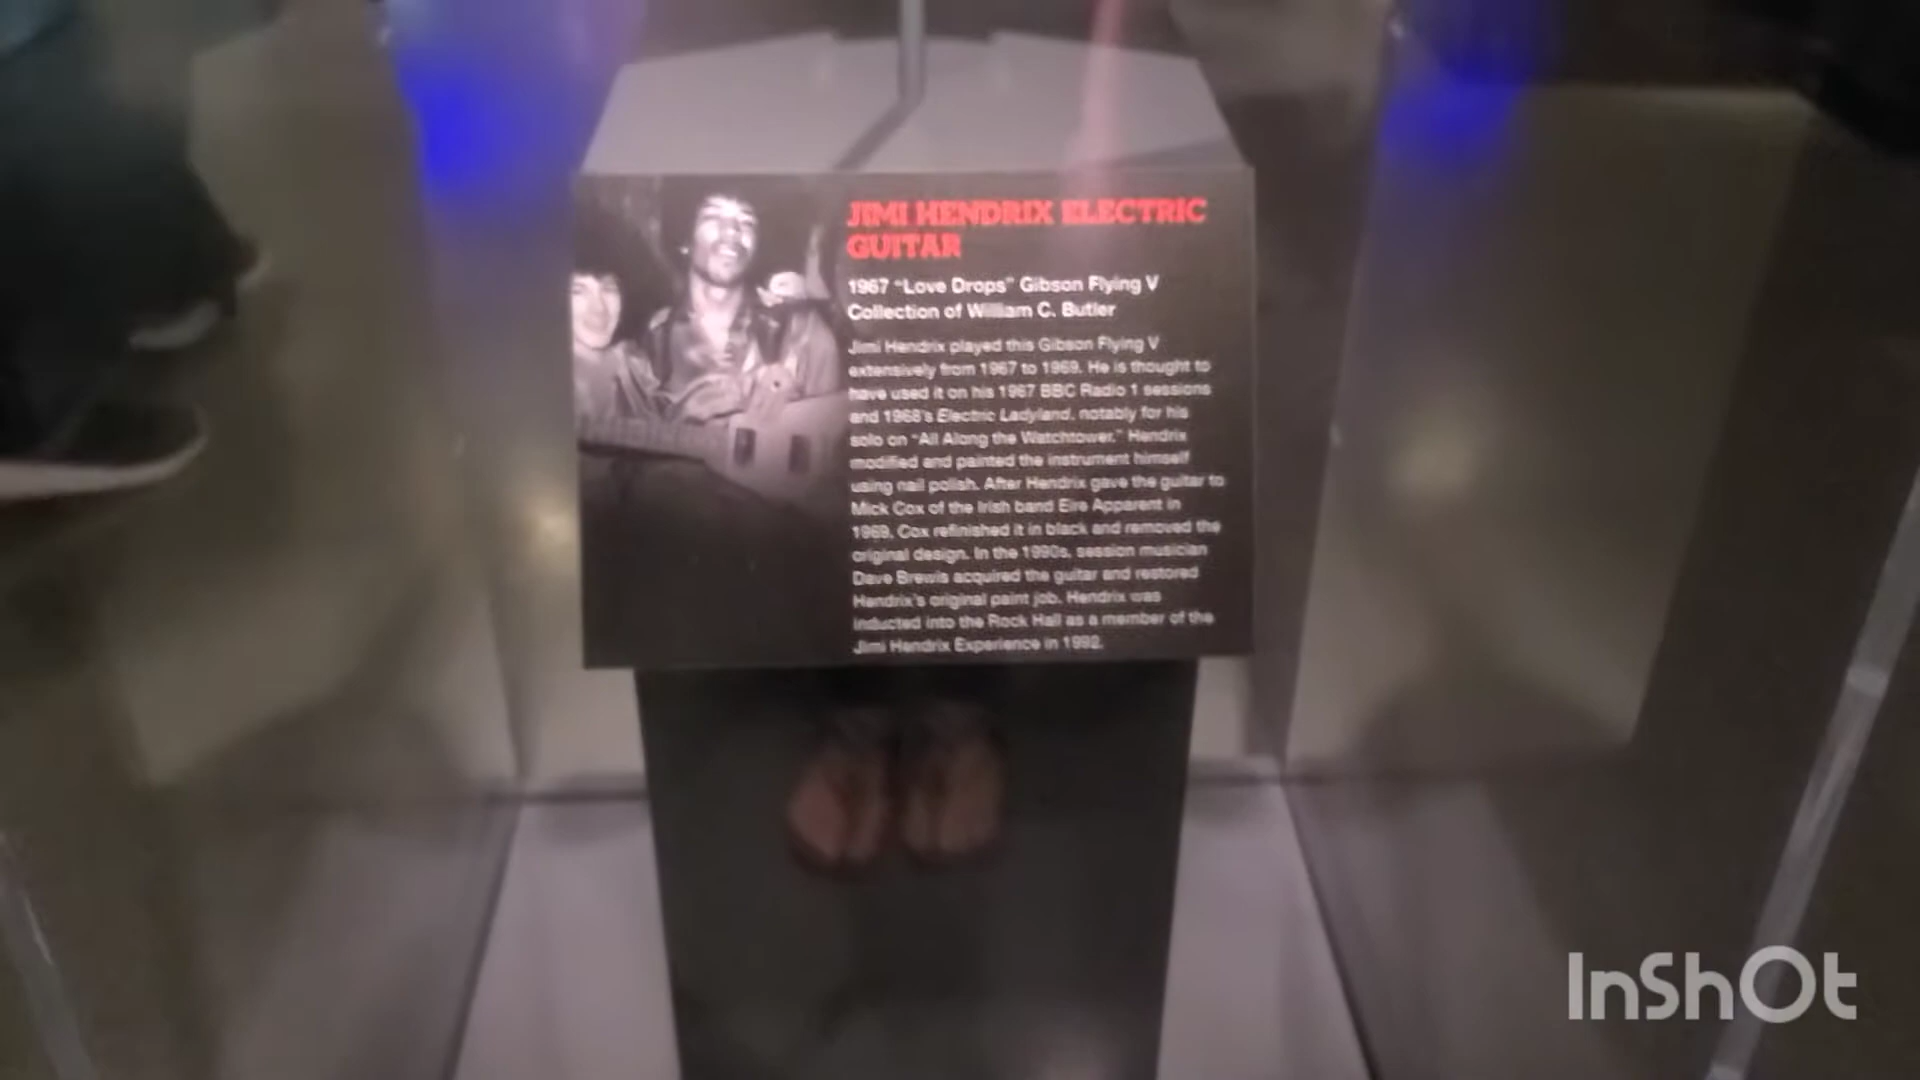 JIMI HENDRIX ELECTRIC
GUITAR
1967 “Love Drops” Gibson Flying V
Collection of William C. Butler
Jimi Hendrix played this Gibson Flying V
extensively from 1967 to 1969. He is thought to
have used it on his 1967 BBC Radio 1 sessions
and 1968's Electric Ladyland, notably for his
solo on “All Along the Watchtower.” Hendrix
modified and painted the instrument himself
using nail polish. After Hendrix gave the guitar to
Mick Cox of the Irish band Eire Apparent in
1969, Cox refinished it in black and removed the
original design. In the 1990s, session musician
Dave Brewis acquired the guitar and restored
Hendrix's original paint job. Hendrix was
inducted into the Rock Hall as a member of the
Jimi Hendrix Experience in 1992.
InShOt